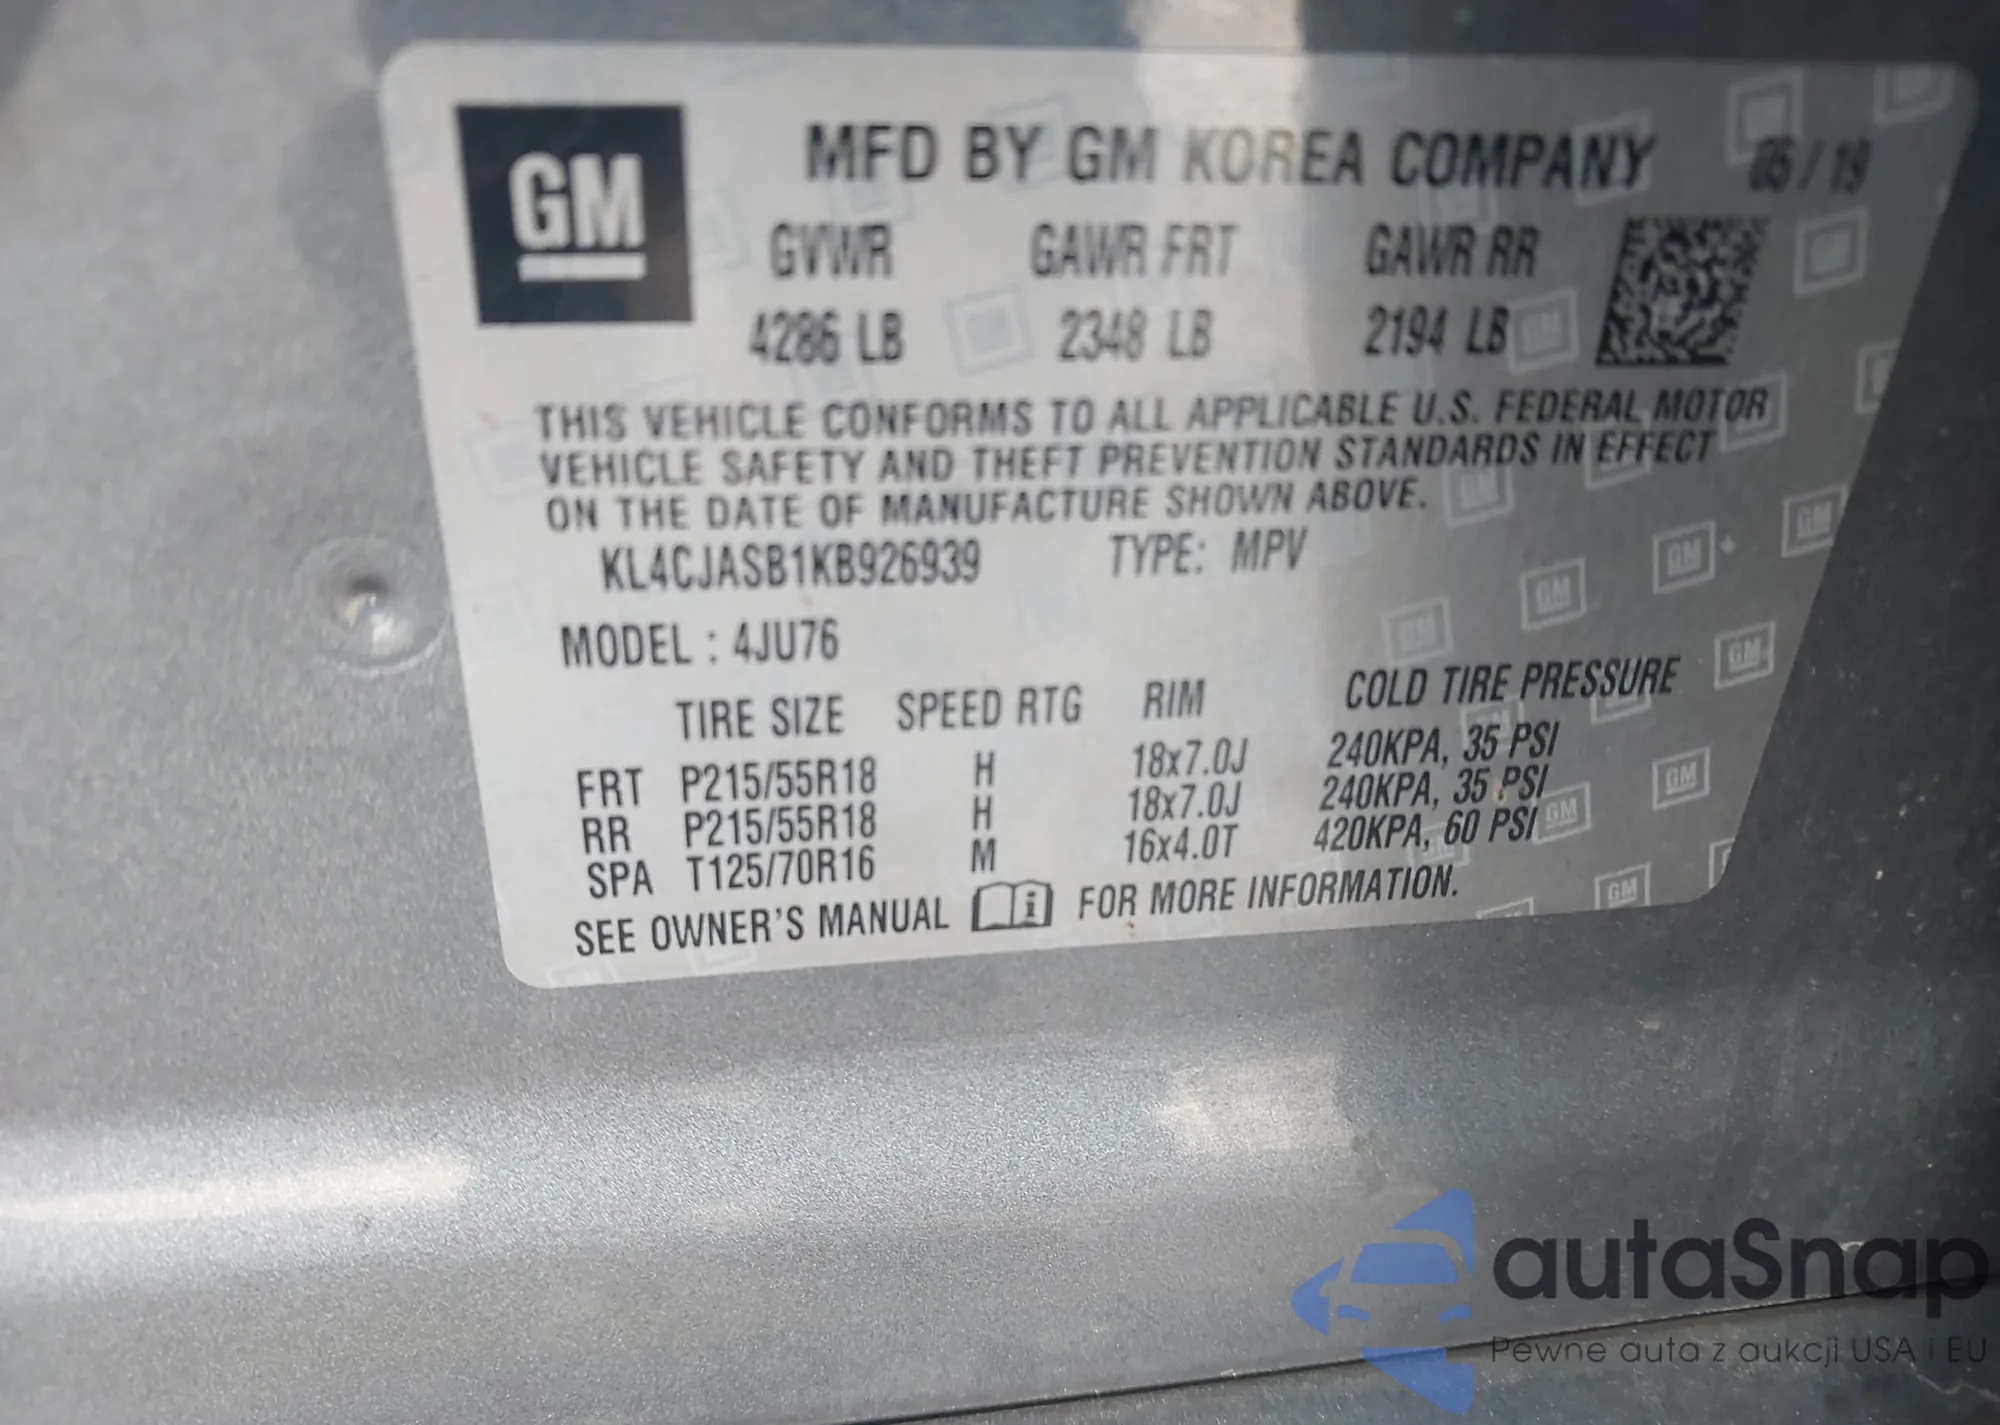 GM
MFD BY GM KOREA COMPANY 05/19
GVWR GAWR FRT GAWR RR
4286 LB 2348 LB 2194 LB
THIS VEHICLE CONFORMS TO ALL APPLICABLE U.S. FEDERAL MOTOR
VEHICLE SAFETY AND THEFT PREVENTION STANDARDS IN EFFECT
ON THE DATE OF MANUFACTURE SHOWN ABOVE.
KL4CJASB1KB926939 TYPE: MPV
MODEL : 4JU76
TIRE SIZE SPEED RTG RIM COLD TIRE PRESSURE
FRT P215/55R18 H 18x7.0J 240KPA, 35 PSI
RR P215/55R18 H 18x7.0J 240KPA, 35 PSI
SPA T125/70R16 M 16x4.0T 420KPA, 60 PSI
SEE OWNER'S MANUAL i FOR MORE INFORMATION.
autaSnap
Pewne auta z aukcji USA i EU